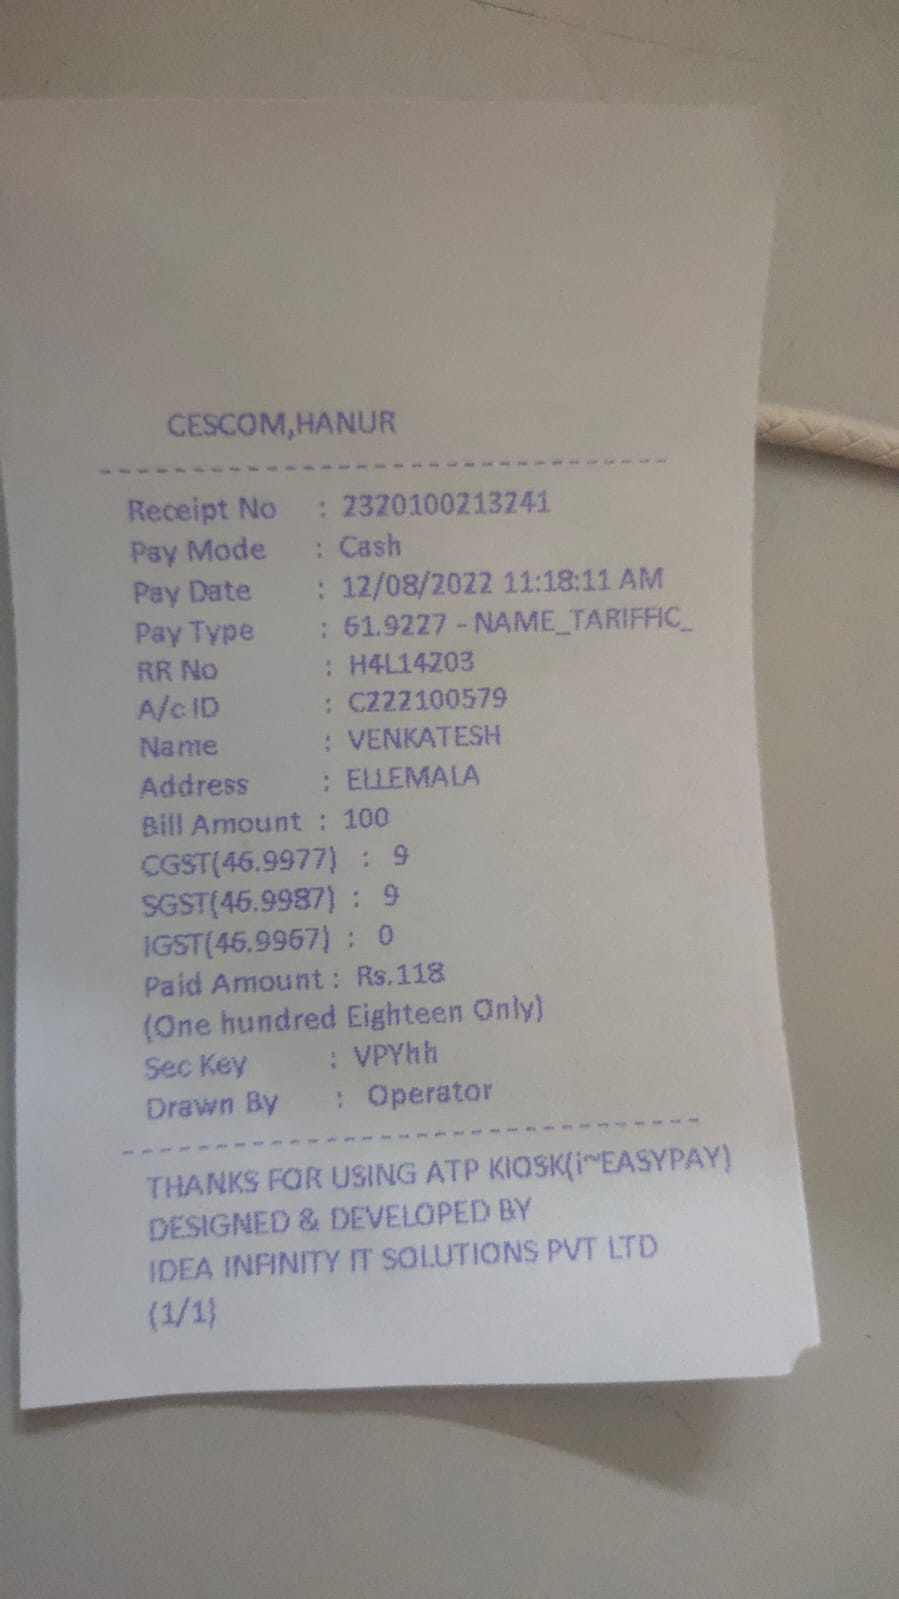 CESCOM,HANUR
--------------------------------
Receipt No : 2320100213241
Pay Mode : Cash
Pay Date : 12/08/2022 11:18:11 AM
Pay Type : 61.9227 - NAME_TARIFFIC_
RR No : H4L14203
A/c ID : C222100579
Name : VENKATESH
Address : ELLEMALA
Bill Amount : 100
CGST(46.9977) : 9
SGST(46.9987) : 9
IGST(46.9967) : 0
Paid Amount : Rs.118
(One hundred Eighteen Only)
Sec Key : VPYhh
Drawn By : Operator
--------------------------------
THANKS FOR USING ATP KIOSK(i~EASYPAY)
DESIGNED & DEVELOPED BY
IDEA INFINITY IT SOLUTIONS PVT LTD
(1/1)